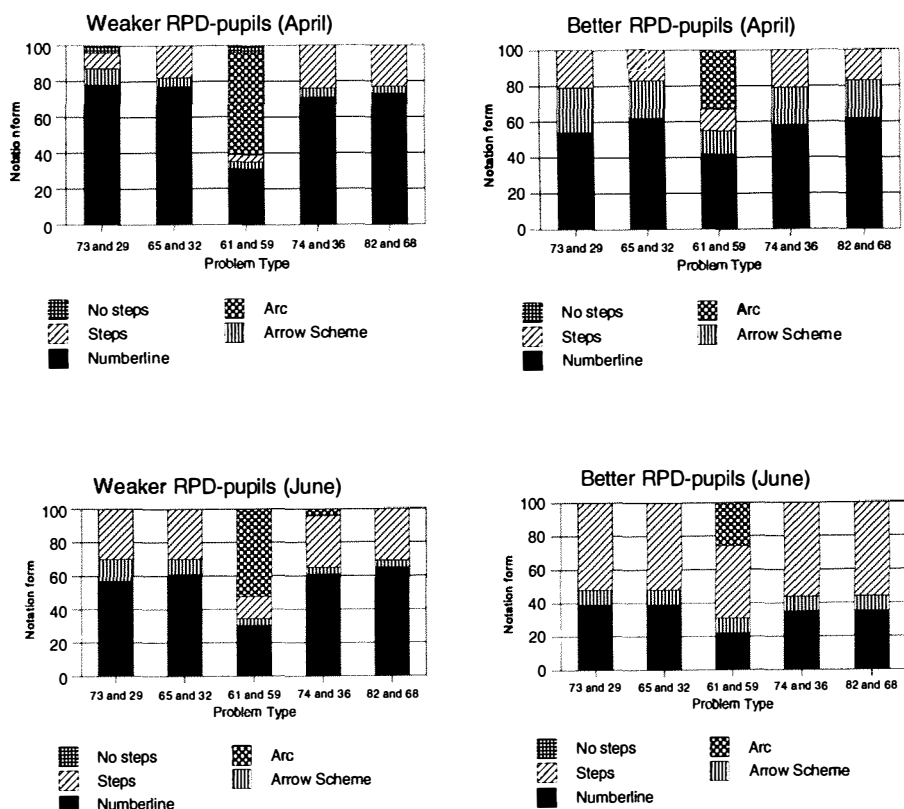 Weaker RPD-pupils (April)
100
80
60
40
20
0
Notation form
73 and 29 65 and 32 61 and 59 74 and 36 82 and 68
Problem Type
No steps Arc
Steps Arrow Scheme
Numberline
Better RPD-pupils (April)
100
80
60
40
20
0
Notation form
73 and 29 65 and 32 61 and 59 74 and 36 82 and 68
Problem Type
No steps Arc
Steps Arrow Scheme
Numberline
Weaker RPD-pupils (June)
100
80
60
40
20
0
Notation form
73 and 29 65 and 32 61 and 59 74 and 36 82 and 68
Problem Type
No steps Arc
Steps Arrow Scheme
Numberline
Better RPD-pupils (June)
100
80
60
40
20
0
Notation form
73 and 29 65 and 32 61 and 59 74 and 36 82 and 68
Problem Type
No steps Arc
Steps Arrow Scheme
Numberline